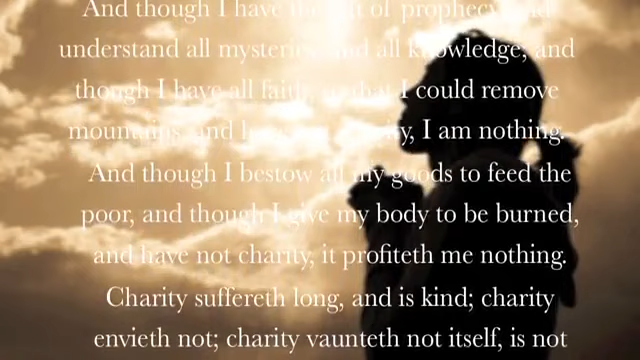 And though I have the gift of prophecy, and
understand all mysteries, and all knowledge; and
though I have all faith, so that I could remove
mountains, and have not charity, I am nothing.
And though I bestow all my goods to feed the
poor, and though I give my body to be burned,
and have not charity, it profiteth me nothing.
Charity suffereth long, and is kind; charity
envieth not; charity vaunteth not itself, is not